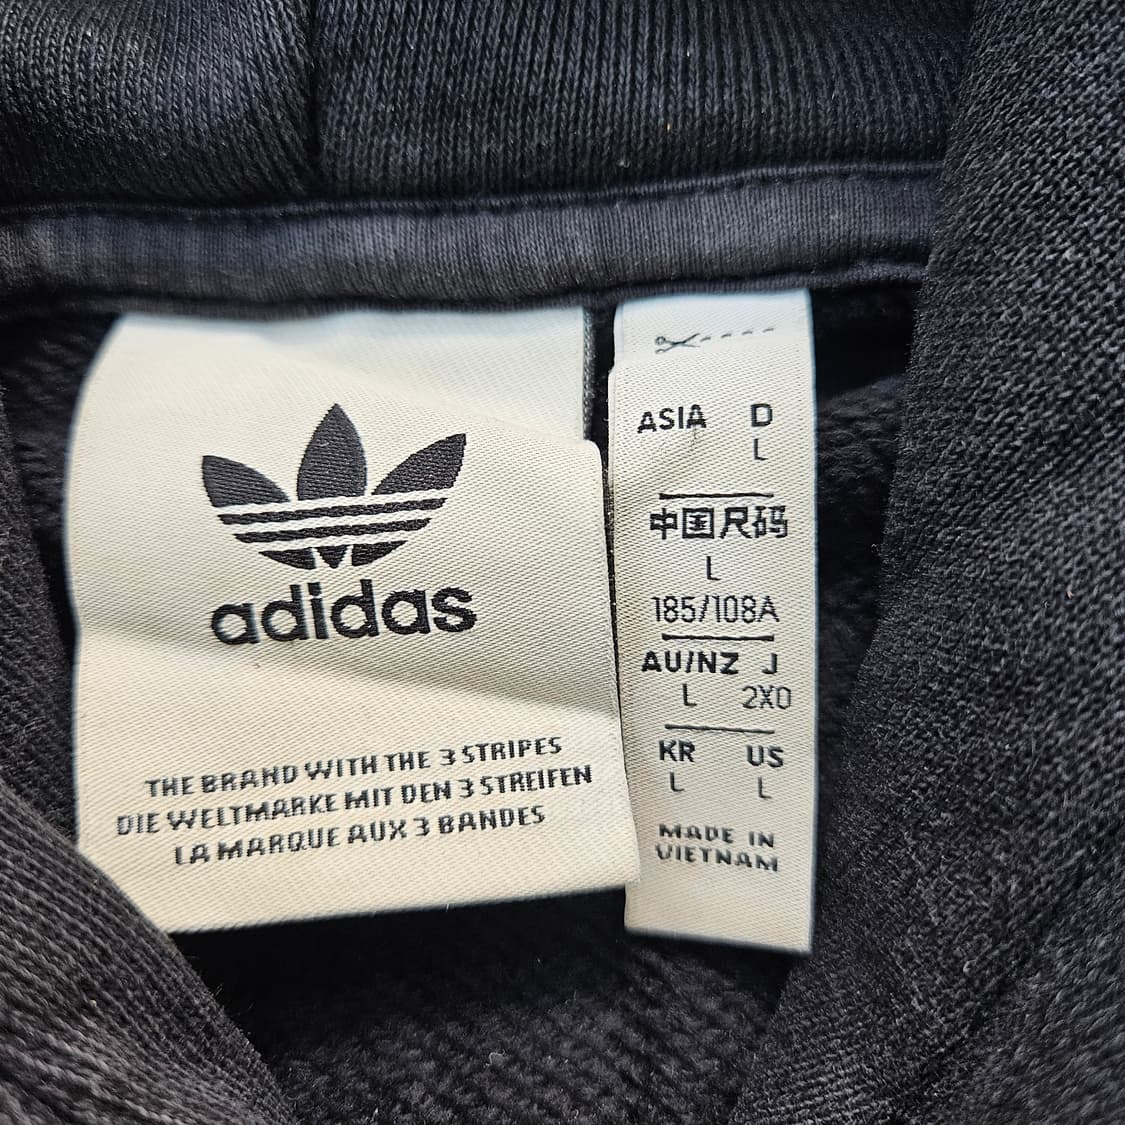 adidas
THE BRAND WITH THE 3 STRIPES
DIE WELTMARKE MIT DEN 3 STREIFEN
LA MARQUE AUX 3 BANDES
ASIA D
L
中国尺码
L
185/108A
AU/NZ J
L 2XO
KR US
L L
MADE IN
VIETNAM